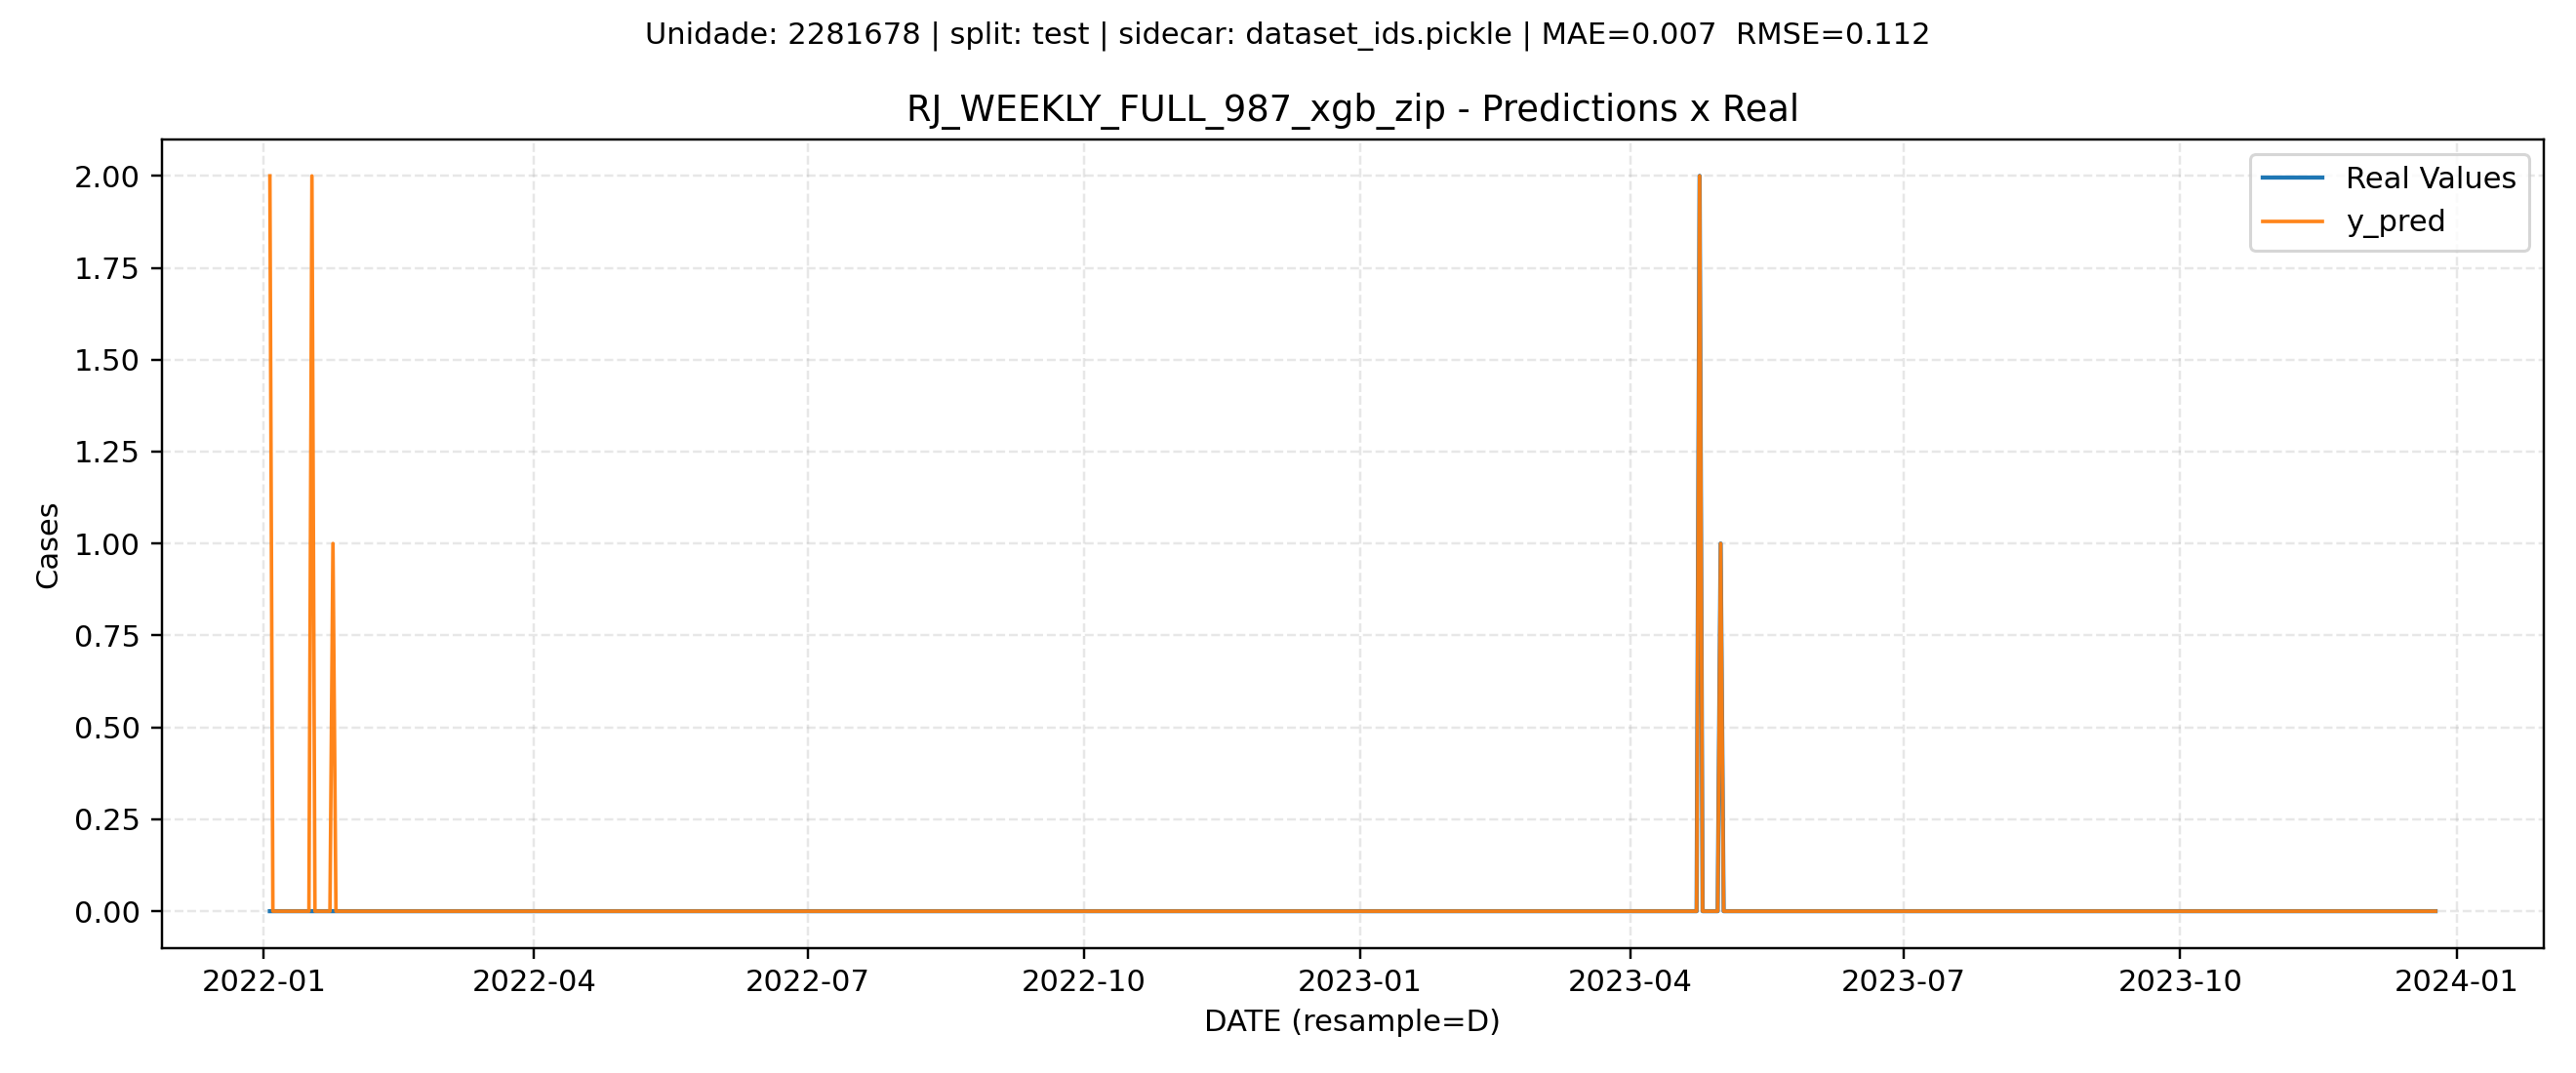 Unidade: 2281678 | split: test | sidecar: dataset_ids.pickle | MAE=0.007  RMSE=0.112
RJ_WEEKLY_FULL_987_xgb_zip - Predictions x Real
Real Values
y_pred
2.00
1.75
1.50
1.25
1.00
0.75
0.50
0.25
0.00
Cases
2022-01 2022-04 2022-07 2022-10 2023-01 2023-04 2023-07 2023-10 2024-01
DATE (resample=D)